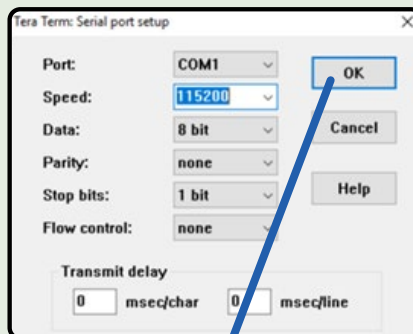 Tera Term: Serial port setup
Port: COM1 OK
Speed: 115200
Data: 8 bit Cancel
Parity: none
Stop bits: 1 bit Help
Flow control: none
Transmit delay
0 msec/char 0 msec/line